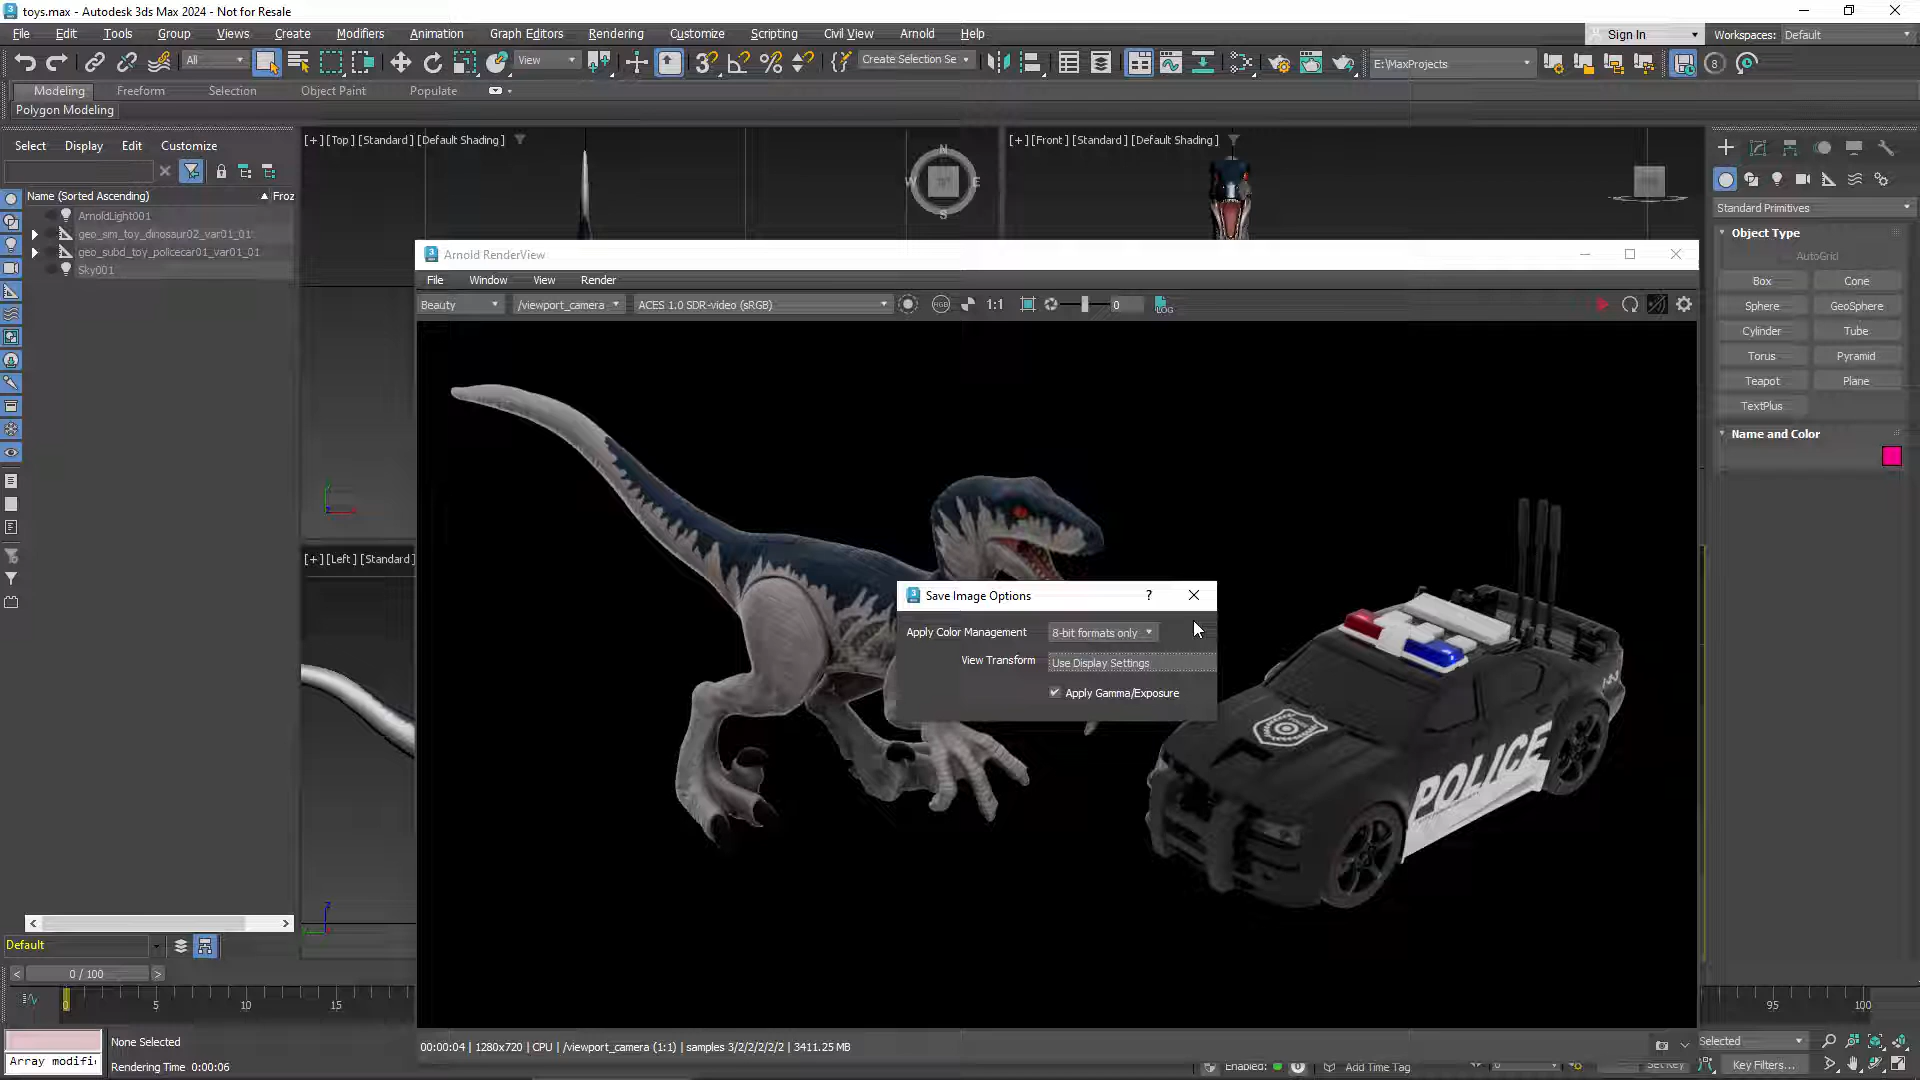 toys.max - Autodesk 3ds Max 2024 - Not for Resale
File Edit Tools Group Views Create Modifiers Animation Graph Editors Rendering Customize Scripting Civil View Arnold Help
Sign In Workspaces: Default
All View Create Selection Se E:\MaxProjects
Modeling Freeform Selection Object Paint Populate
Polygon Modeling
Select Display Edit Customize
[+] [Top] [Standard] [Default Shading]
[+] [Front] [Standard] [Default Shading]
N
W E
S
Name (Sorted Ascending) Froz
ArnoldLight001
geo_sim_toy_dinosaur02_var01_01
geo_subd_toy_policecar01_var01_01
Sky001
Standard Primitives
Object Type
AutoGrid
Box Cone
Sphere GeoSphere
Cylinder Tube
Torus Pyramid
Teapot Plane
TextPlus
Name and Color
Arnold RenderView
File Window View Render
Beauty /viewport_camera ACES 1.0 SDR-video (sRGB) RGB 1:1 0 LOG
Save Image Options ?
Apply Color Management 8-bit formats only
View Transform Use Display Settings
Apply Gamma/Exposure
POLICE
[+] [Left] [Standard]
Default
0 / 100
0 5 10 15 95 100
00:00:04 | 1280x720 | CPU | /viewport_camera (1:1) | samples 3/2/2/2/2/2 | 3411.25 MB
None Selected
Array modifi
Rendering Time 0:00:06
Enabled: 0 Add Time Tag
Selected
Set Key Key Filters...